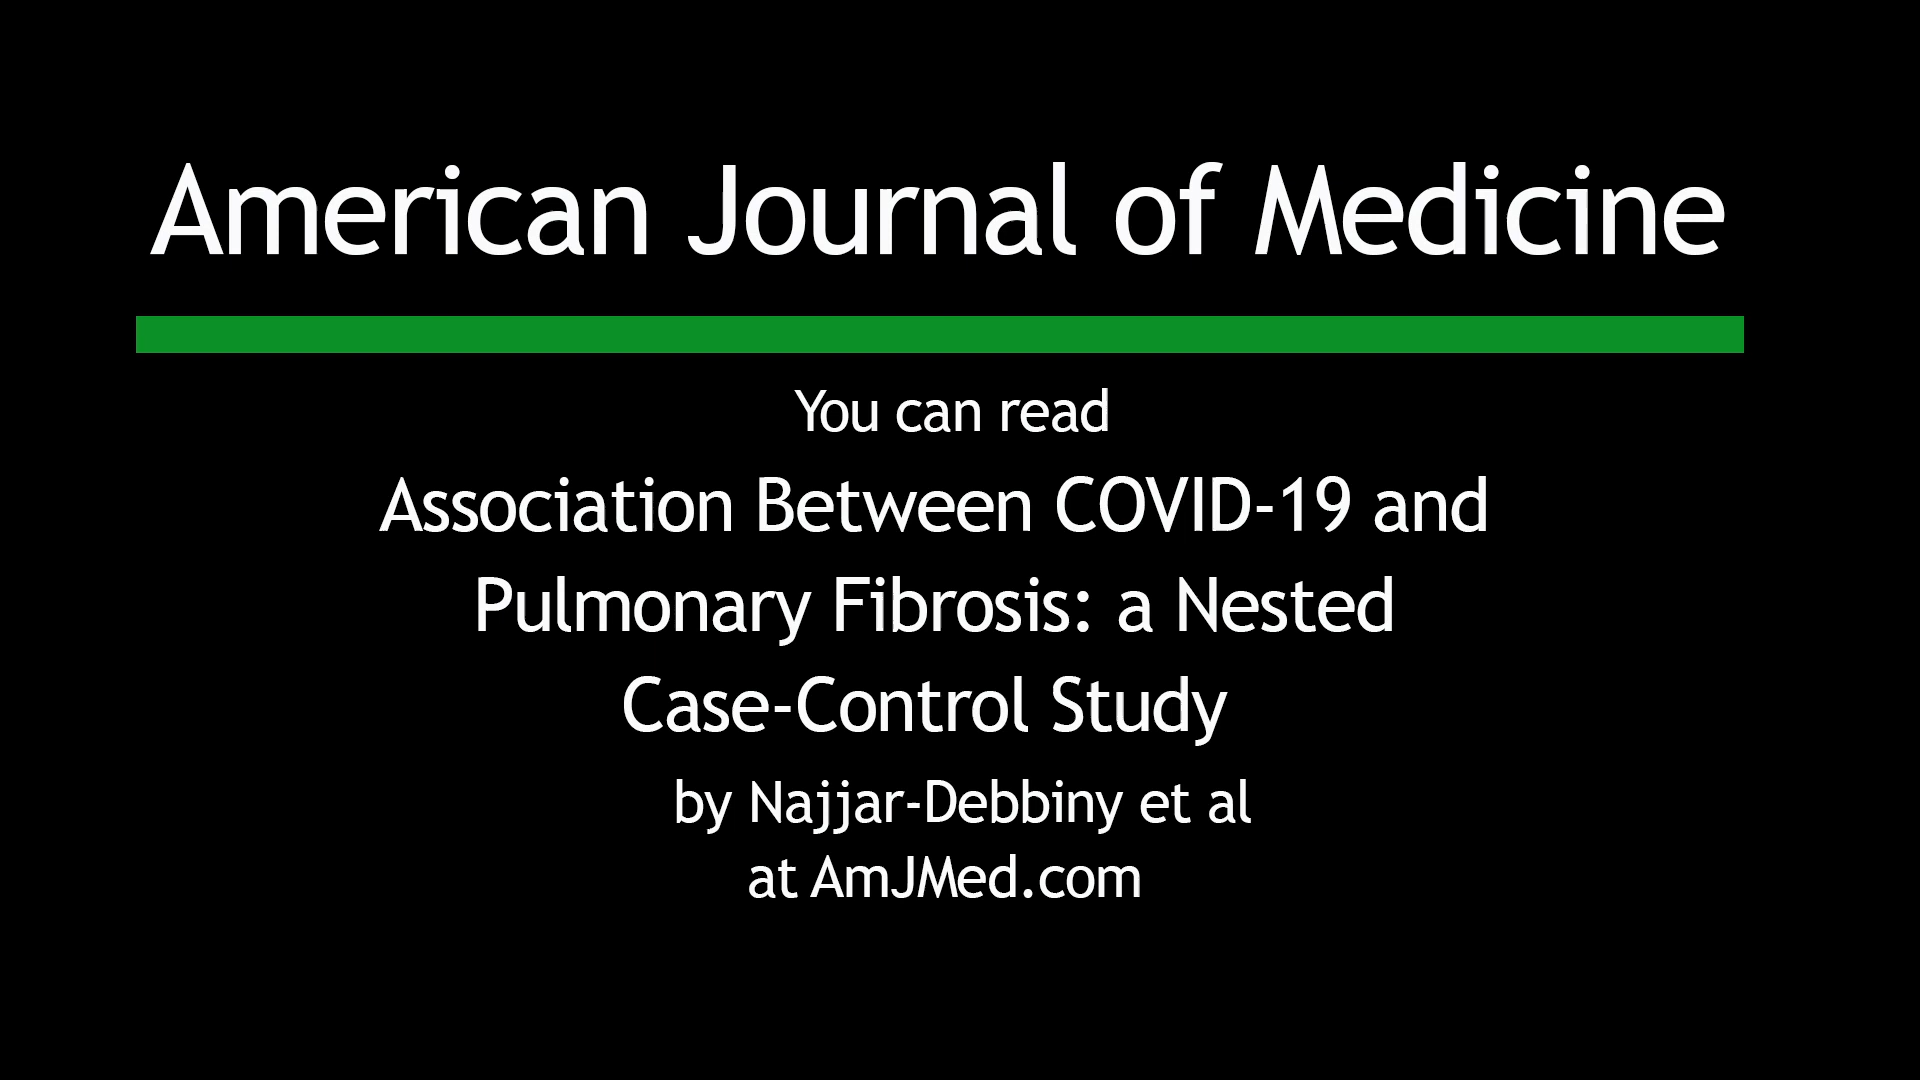 American Journal of Medicine
You can read
Association Between COVID-19 and
Pulmonary Fibrosis: a Nested
Case-Control Study
by Najjar-Debbiny et al
at AmJMed.com